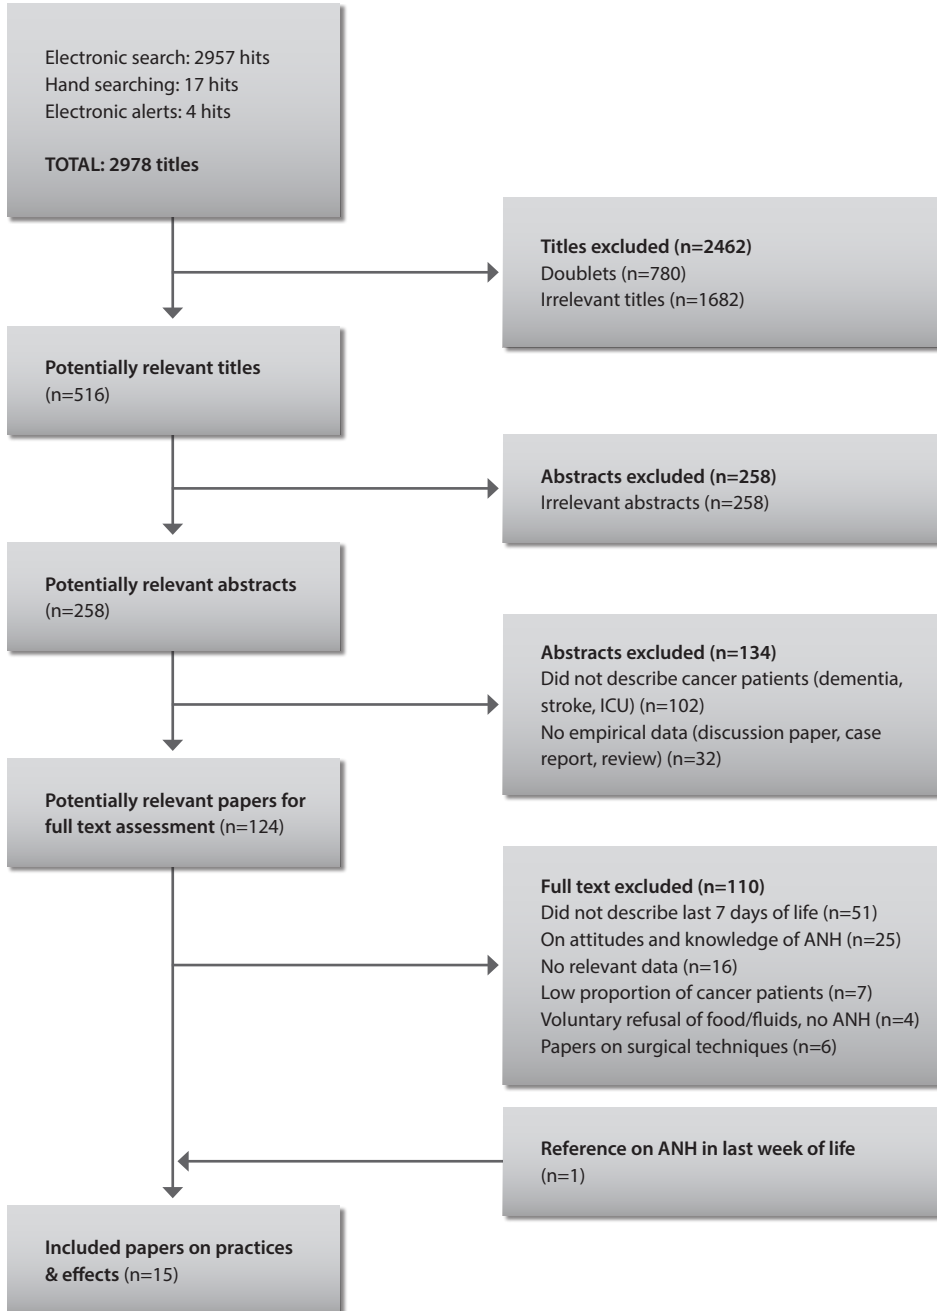 Electronic search: 2957 hits
Hand searching: 17 hits
Electronic alerts: 4 hits
TOTAL: 2978 titles
Titles excluded (n=2462)
Doublets (n=780)
Irrelevant titles (n=1682)
Potentially relevant titles
(n=516)
Abstracts excluded (n=258)
Irrelevant abstracts (n=258)
Potentially relevant abstracts
(n=258)
Abstracts excluded (n=134)
Did not describe cancer patients (dementia,
stroke, ICU) (n=102)
No empirical data (discussion paper, case
report, review) (n=32)
Potentially relevant papers for
full text assessment (n=124)
Full text excluded (n=110)
Did not describe last 7 days of life (n=51)
On attitudes and knowledge of ANH (n=25)
No relevant data (n=16)
Low proportion of cancer patients (n=7)
Voluntary refusal of food/fluids, no ANH (n=4)
Papers on surgical techniques (n=6)
Reference on ANH in last week of life
(n=1)
Included papers on practices
& effects (n=15)